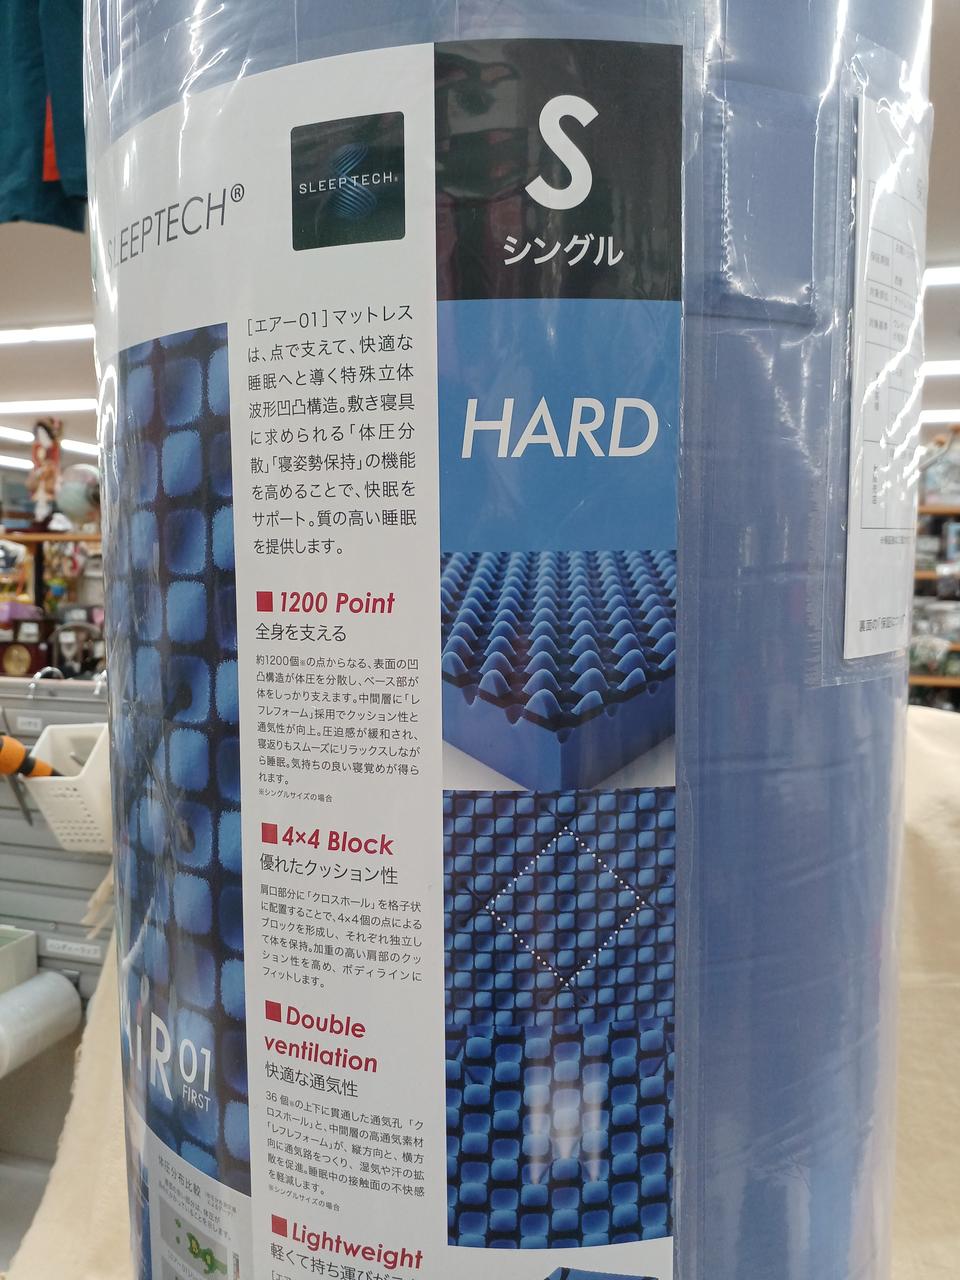 SLEEPTECH®
SLEEPTECH®
S
シングル
HARD
[エアー01]マットレス
は、点で支えて、快適な
睡眠へと導く特殊立体
波形凹凸構造。敷き寝具
に求められる「体圧分
散」「寝姿勢保持」の機能
を高めることで、快眠を
サポート。質の高い睡眠
を提供します。
1200 Point
全身を支える
約1200個※の点からなる、表面の凹
凸構造が体圧を分散し、ベース部が
体をしっかり支えます。中間層に「レ
フレフォーム」採用でクッション性と
通気性が向上。圧迫感が緩和され、
寝返りもスムーズにリラックスしなが
ら睡眠。気持ちの良い寝覚めが得ら
れます。
※シングルサイズの場合
4×4 Block
優れたクッション性
肩口部分に「クロスホール」を格子状
に配置することで、4×4個の点による
ブロックを形成し、それぞれ独立し
て体を保持。加重の高い肩部のクッ
ション性を高め、ボディラインに
フィットします。
Double
ventilation
快適な通気性
36個※の上下に貫通した通気孔「ク
ロスホール」と、中間層の高通気素材
「レフレフォーム」が、縦方向と、横方
向に通気路をつくり、湿気や汗の拡
散を促進。睡眠中の接触面の不快感
を軽減します。
※シングルサイズの場合
Lightweight
軽くて持ち運びが
AiR 01
FIRST
体圧分布比較